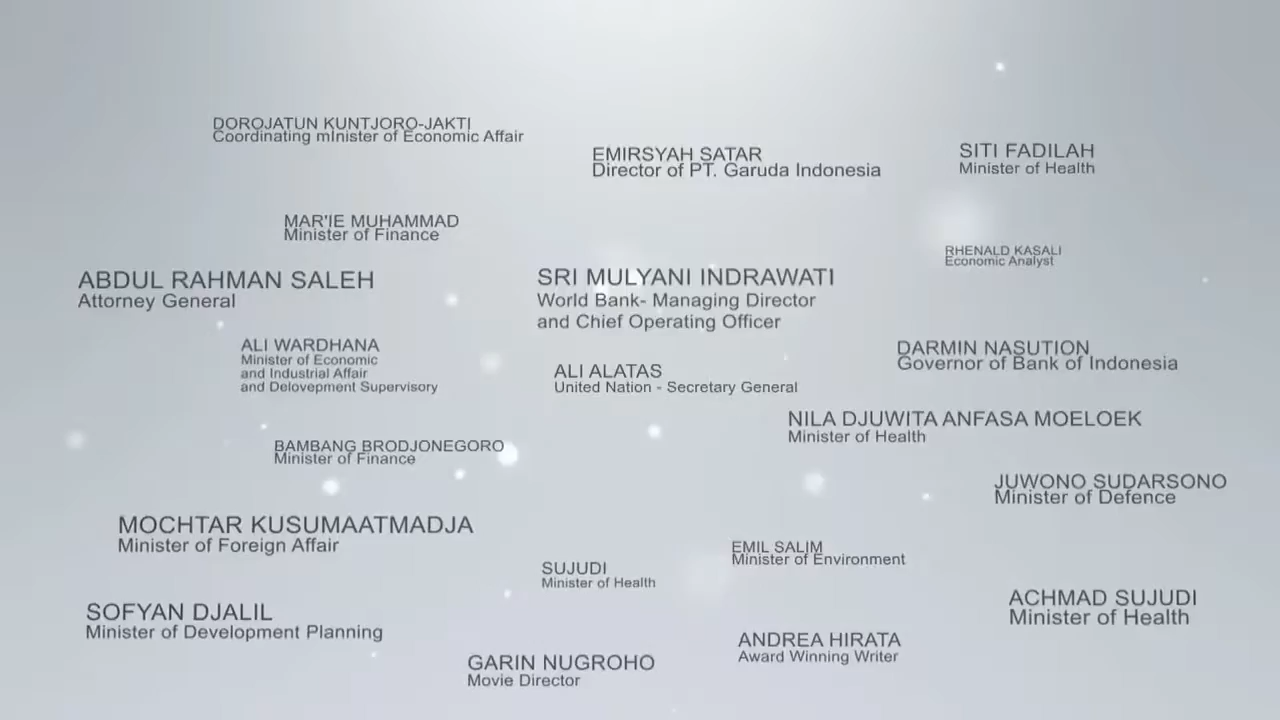 DOROJATUN KUNTJORO-JAKTI
Coordinating mInister of Economic Affair
EMIRSYAH SATAR
Director of PT. Garuda Indonesia
SITI FADILAH
Minister of Health
MAR'IE MUHAMMAD
Minister of Finance
RHENALD KASALI
Economic Analyst
ABDUL RAHMAN SALEH
Attorney General
SRI MULYANI INDRAWATI
World Bank- Managing Director
and Chief Operating Officer
ALI WARDHANA
Minister of Economic
and Industrial Affair
and Delovepment Supervisory
ALI ALATAS
United Nation - Secretary General
DARMIN NASUTION
Governor of Bank of Indonesia
NILA DJUWITA ANFASA MOELOEK
Minister of Health
BAMBANG BRODJONEGORO
Minister of Finance
JUWONO SUDARSONO
Minister of Defence
MOCHTAR KUSUMAATMADJA
Minister of Foreign Affair
EMIL SALIM
Minister of Environment
SUJUDI
Minister of Health
ACHMAD SUJUDI
Minister of Health
SOFYAN DJALIL
Minister of Development Planning
ANDREA HIRATA
Award Winning Writer
GARIN NUGROHO
Movie Director